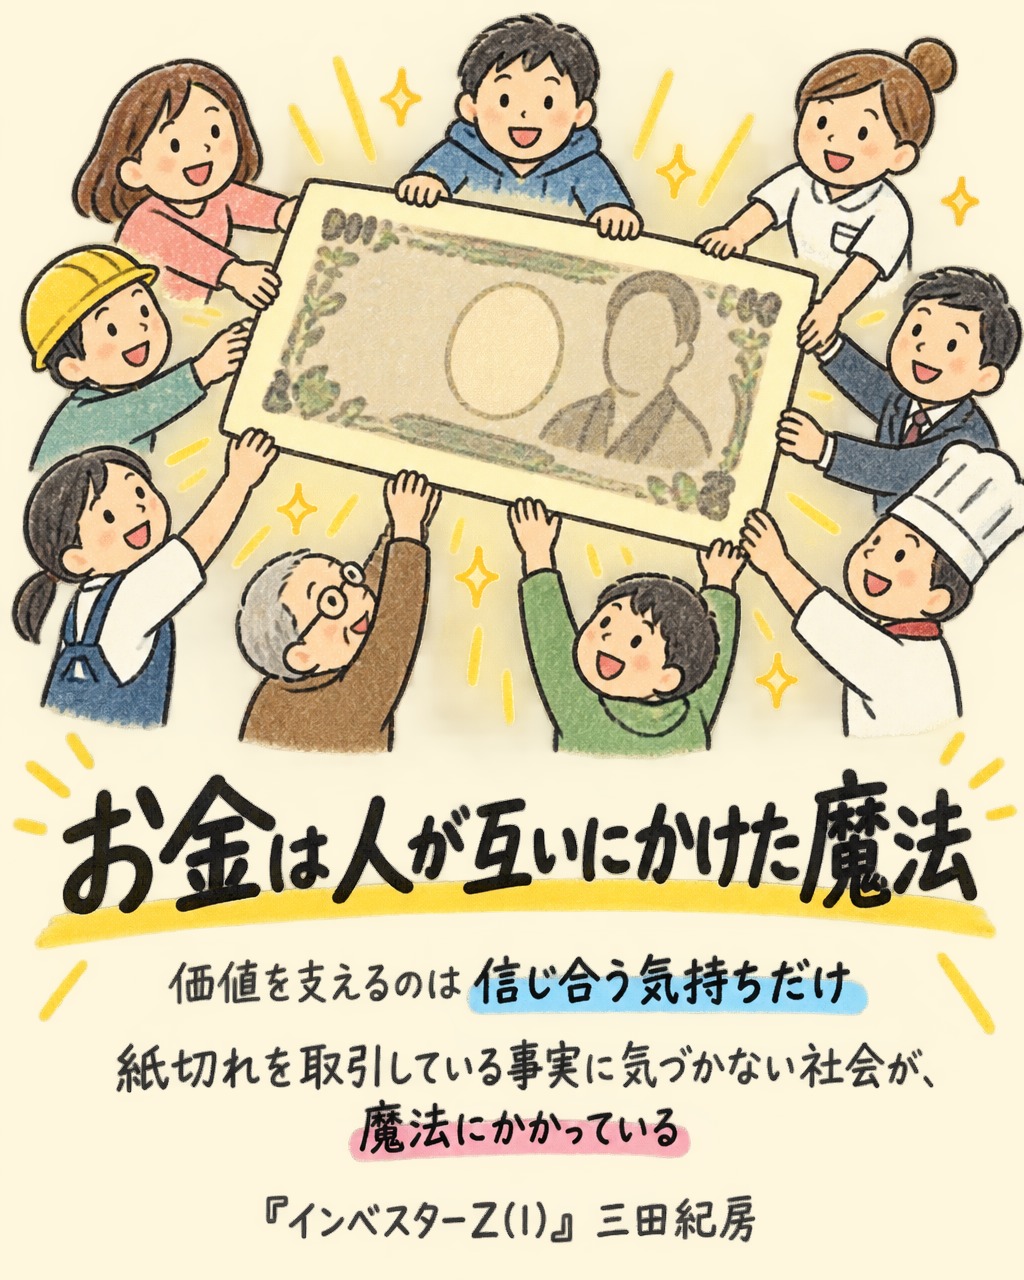 お金は人が互いにかけた魔法
価値を支えるのは信じ合う気持ちだけ
紙切れを取引している事実に気づかない社会が、
魔法にかかっている
『インベスターZ(1)』 三田紀房